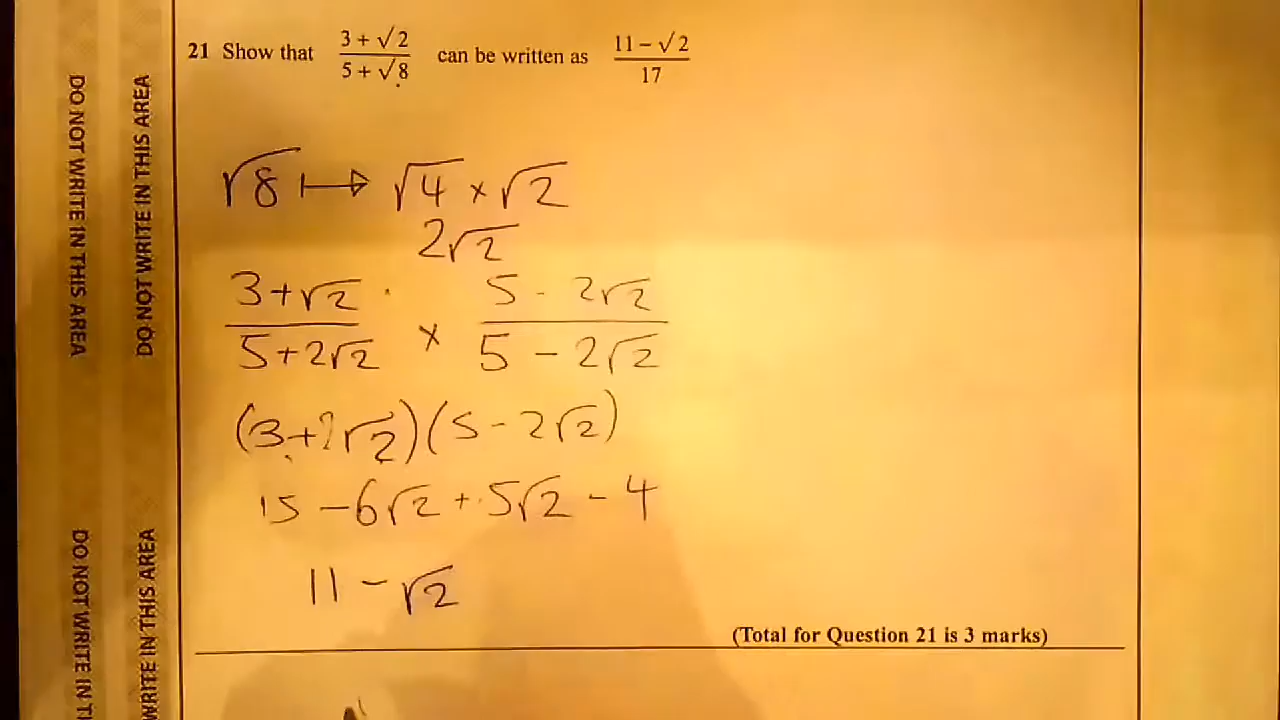 21 Show that (3 + √2)/(5 + √8) can be written as (11 − √2)/17
√8 ↦ √4 × √2
2√2
(3+√2)/(5+2√2) × (5 - 2√2)/(5 - 2√2)
(3+2√2)(5-2√2)
15 - 6√2 + 5√2 - 4
11 - √2
(Total for Question 21 is 3 marks)
DO NOT WRITE IN THIS AREA
DO NOT WRITE IN THIS AREA
DO NOT WRITE IN
WRITE IN THIS AREA